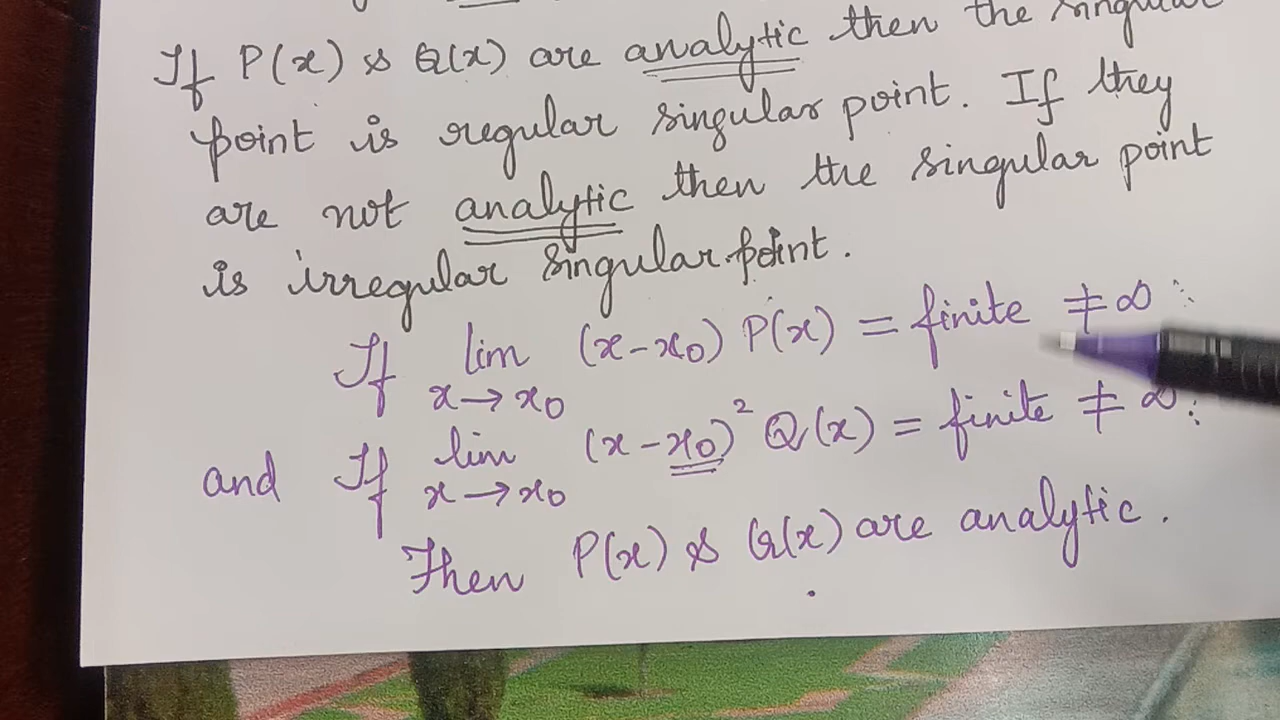 If P(x) & Q(x) are analytic then the singular
point is regular singular point. If they
are not analytic then the singular point
is irregular singular point.
If lim x→x₀ (x-x₀) P(x) = finite ≠ ∞
and If lim x→x₀ (x-x₀)² Q(x) = finite ≠ ∞
Then P(x) & Q(x) are analytic.